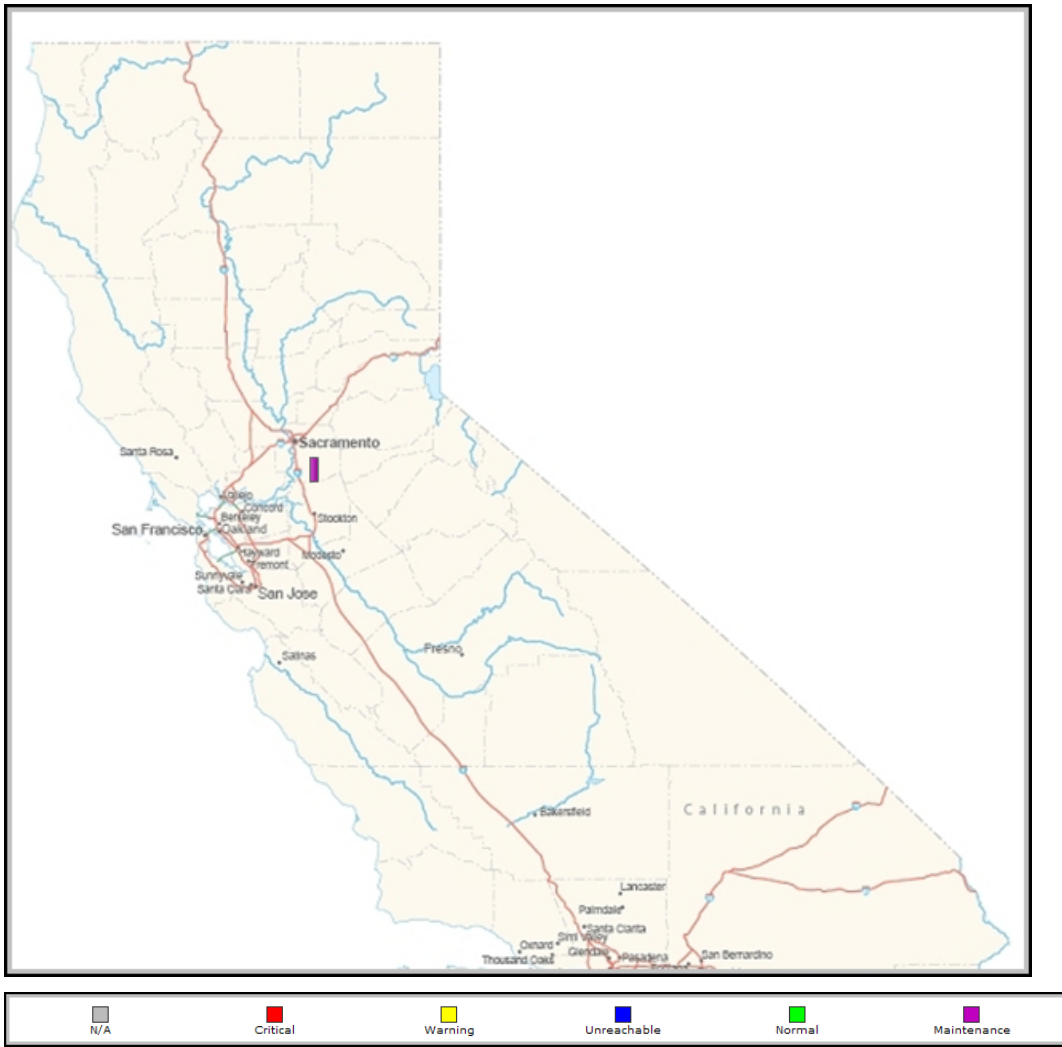 Sacramento
Santa Rosa
Vallejo
Concord
Berkeley
Stockton
San Francisco
Oakland
Hayward
Modesto
Fremont
Sunnyvale
Santa Clara
San Jose
Fresno
Salinas
California
Bakersfield
Lancaster
Palmdale
Santa Clarita
Simi Valley
Oxnard
Glendale
Pasadena
San Bernardino
Thousand Oaks
N/A
Critical
Warning
Unreachable
Normal
Maintenance